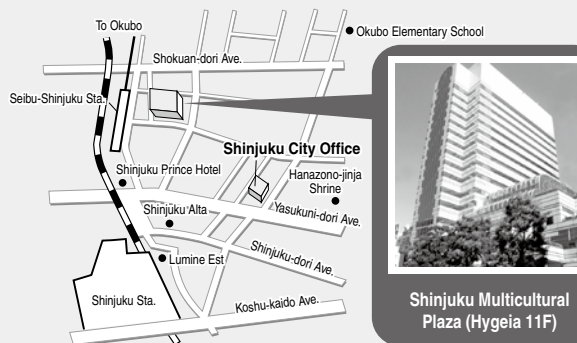 To Okubo
Okubo Elementary School
Shokuan-dori Ave.
Seibu-Shinjuku Sta.
Shinjuku City Office
Shinjuku Prince Hotel
Hanazono-jinja
Shrine
Shinjuku Alta
Yasukuni-dori Ave.
Shinjuku-dori Ave.
Lumine Est
Shinjuku Sta.
Koshu-kaido Ave.
Shinjuku Multicultural
Plaza (Hygeia 11F)